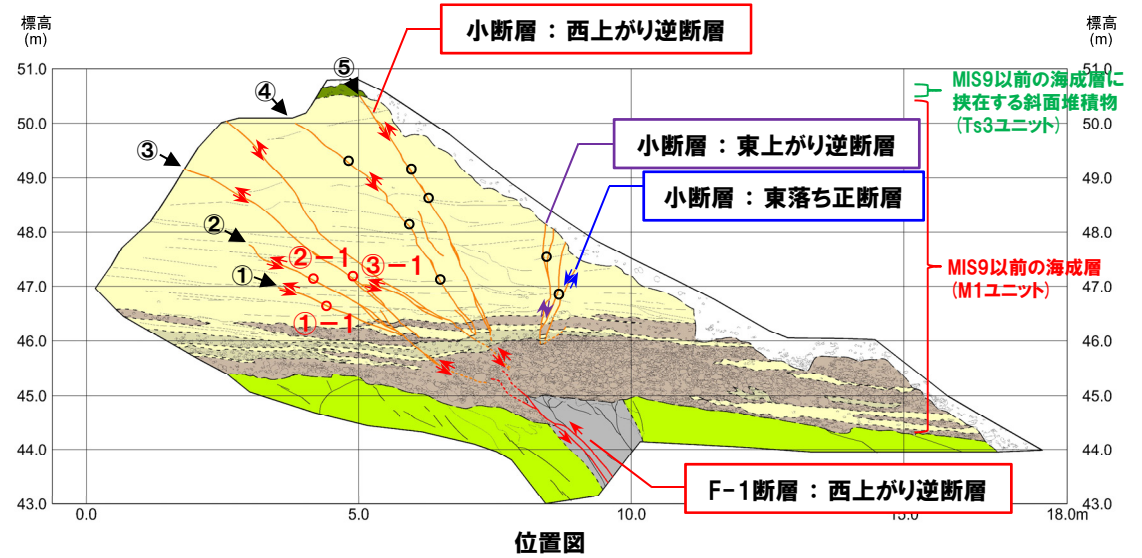 標高
(m)
標高
(m)
小断層 : 西上がり逆断層
51.0
50.0
49.0
48.0
47.0
46.0
45.0
44.0
43.0
⑤
④
③
②
①
②−1
③−1
①−1
小断層 : 東上がり逆断層
小断層 : 東落ち正断層
F-1断層 : 西上がり逆断層
51.0
50.0
49.0
48.0
47.0
46.0
45.0
44.0
43.0
MIS9以前の海成層に
挟在する斜面堆積物
(Ts3ユニット)
MIS9以前の海成層
(M1ユニット)
0.0
5.0
10.0
15.0
18.0m
位置図